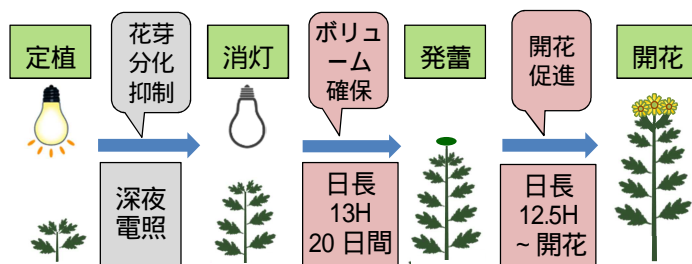 定植
花芽
分化
抑制
消灯
ボリュ
ーム
確保
発蕾
開花
促進
開花
深夜
電照
日長
13H
20 日間
日長
12.5H
~ 開花